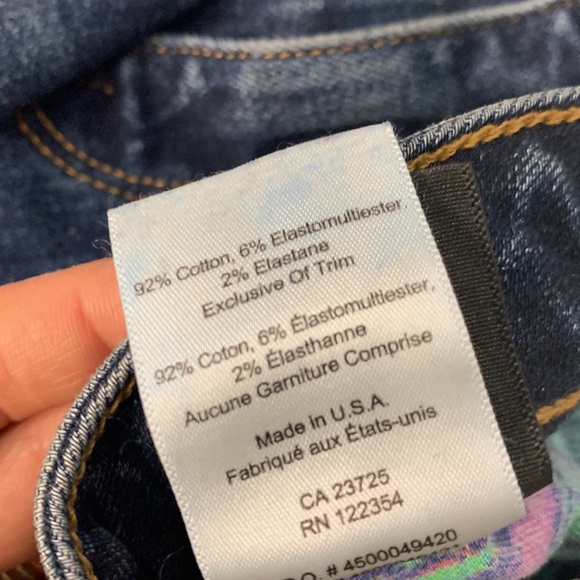 92% Cotton, 6% Elastomultiester
2% Elastane
Exclusive Of Trim
92% Coton, 6% Élastomultiester,
2% Élasthanne
Aucune Garniture Comprise
Made in U.S.A.
Fabriqué aux États-unis
CA 23725
RN 122354
P.O. # 4500049420